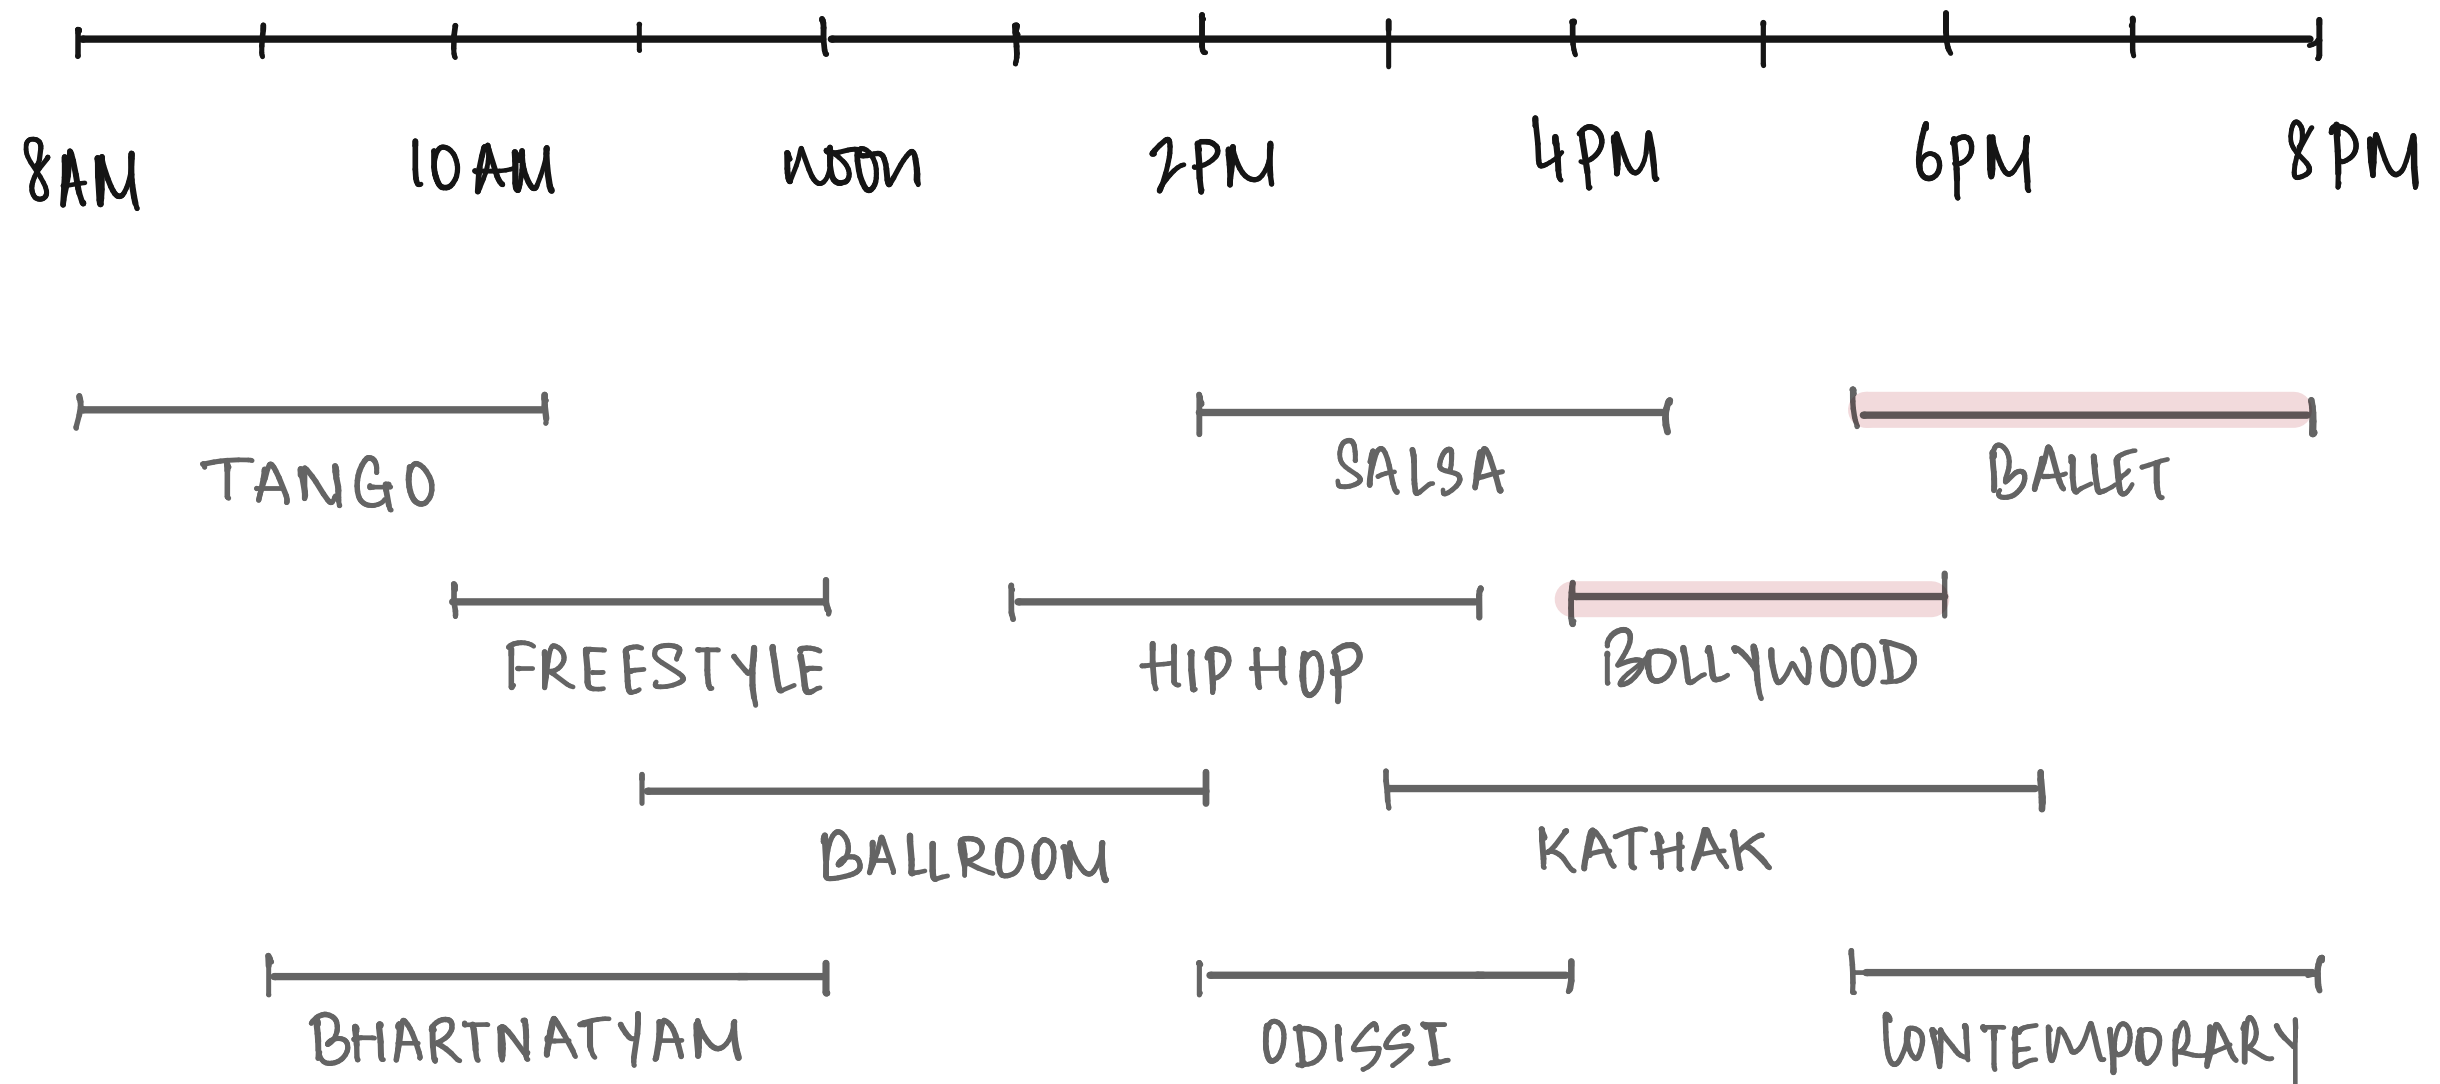 8AM 10AM noon 2PM 4PM 6PM 8PM
TANGO SALSA BALLET
FREESTYLE HIPHOP BOLLYWOOD
BALLROOM KATHAK
BHARTNATYAM ODISSI CONTEMPORARY